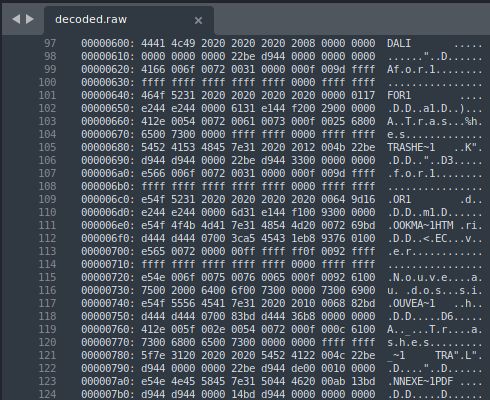 decoded.raw ×
97 00000600: 4441 4c49 2020 2020 2008 0000 0000 DALI .....
98 00000610: 0000 0000 0000 22be d944 0000 0000 ......"..D......
99 00000620: 4166 006f 0072 0031 0000 000f 009d ffff Af.o.r.1........
100 00000630: ffff ffff ffff ffff ffff 0000 ffff ffff ................
101 00000640: 464f 5231 2020 2020 2020 2020 0000 0117 FOR1 ....
102 00000650: e244 e244 0000 6131 e144 f200 2900 0000 .D.D..a1.D..)...
103 00000660: 412e 0054 0072 0061 0073 000f 0025 6800 A..T.r.a.s...%h.
104 00000670: 6500 7300 0000 ffff ffff 0000 ffff ffff e.s.............
105 00000680: 5452 4153 4845 7e31 2020 2012 004b 22be TRASHE~1 ..K".
106 00000690: d944 d944 0000 22be d944 3300 0000 0000 .D.D.."..D3.....
107 000006a0: e566 006f 0072 0031 0000 000f 009d ffff .f.o.r.1........
108 000006b0: ffff ffff ffff ffff ffff 0000 ffff ffff ................
109 000006c0: e54f 5231 2020 2020 2020 2020 0064 9d16 .OR1 .d..
110 000006d0: e244 e244 0000 6d31 e144 f100 9300 0000 .D.D..m1.D......
111 000006e0: e54f 4f4b 4d41 7e31 4854 4d20 0072 69bd .OOKMA~1HTM .ri.
112 000006f0: d444 d444 0700 3ca5 4543 1eb8 9376 0100 .D.D..<.EC...v..
113 00000700: e565 0072 0000 00ff ffff ff0f 0092 ffff .e.r............
114 00000710: ffff ffff ffff ffff ffff 0000 ffff ffff ................
115 00000720: e54e 006f 0075 0076 0065 000f 0092 6100 .N.o.u.v.e....a.
116 00000730: 7500 2000 6400 6f00 7300 0000 7300 6900 u. .d.o.s...s.i.
117 00000740: e54f 5556 4541 7e31 2020 2010 0068 82bd .OUVEA~1 ..h..
118 00000750: d444 d444 0700 83bd d444 36b8 0000 0000 .D.D.....D6.....
119 00000760: 412e 005f 002e 0054 0072 000f 000c 6100 A.._...T.r....a.
120 00000770: 7300 6800 6500 7300 0000 0000 ffff ffff s.h.e.s.........
121 00000780: 5f7e 3120 2020 2020 5452 4122 004c 22be _~1 TRA".L".
122 00000790: d944 0000 0000 22be d944 de00 0010 0000 .D...."..D......
123 000007a0: e54e 4e45 5845 7e31 5044 4620 00ab 13bd .NNEXE~1PDF ....
124 000007b0: d944 d944 0000 14bd d944 0900 0000 0000 .D.D.....D......